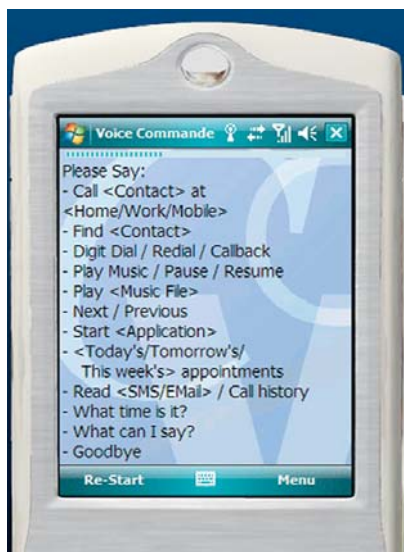 Voice Commande
Please Say:
- Call <Contact> at
<Home/Work/Mobile>
- Find <Contact>
- Digit Dial / Redial / Callback
- Play Music / Pause / Resume
- Play <Music File>
- Next / Previous
- Start <Application>
- <Today's/Tomorrow's/
This week's> appointments
- Read <SMS/EMail> / Call history
- What time is it?
- What can I say?
- Goodbye
Re-Start Menu